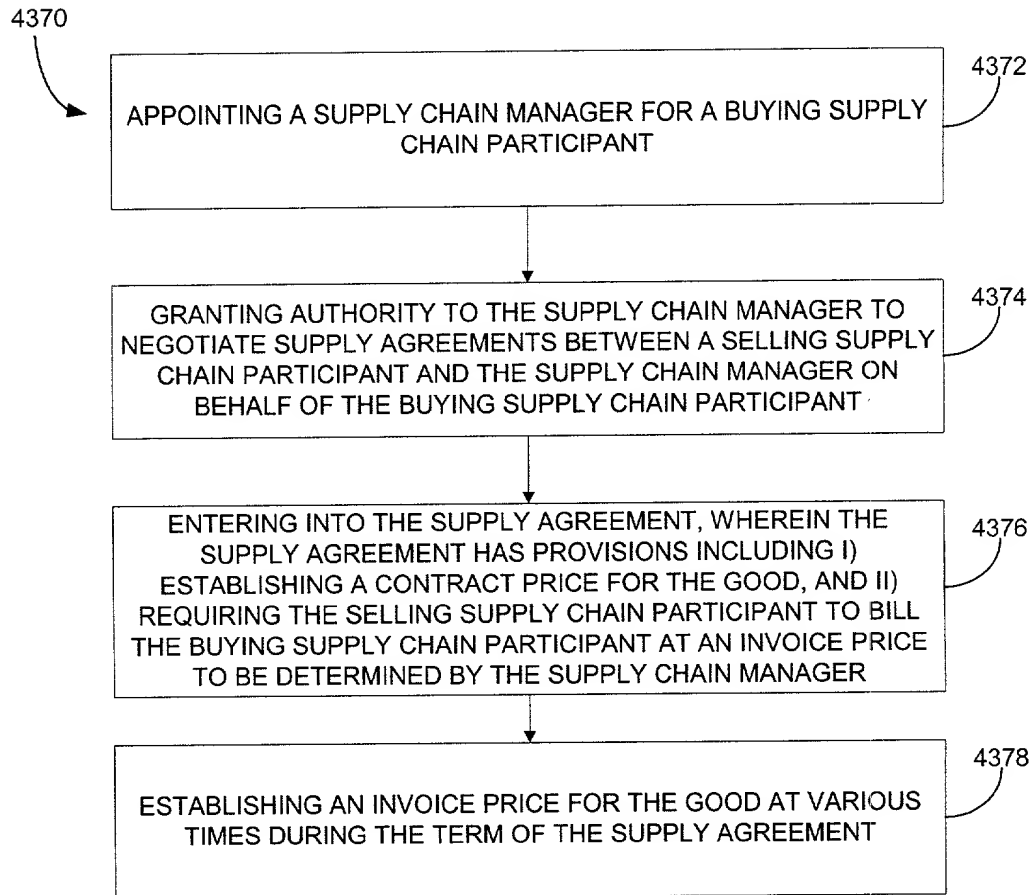 4370
4372
APPOINTING A SUPPLY CHAIN MANAGER FOR A BUYING SUPPLY
CHAIN PARTICIPANT
4374
GRANTING AUTHORITY TO THE SUPPLY CHAIN MANAGER TO
NEGOTIATE SUPPLY AGREEMENTS BETWEEN A SELLING SUPPLY
CHAIN PARTICIPANT AND THE SUPPLY CHAIN MANAGER ON
BEHALF OF THE BUYING SUPPLY CHAIN PARTICIPANT
4376
ENTERING INTO THE SUPPLY AGREEMENT, WHEREIN THE
SUPPLY AGREEMENT HAS PROVISIONS INCLUDING I)
ESTABLISHING A CONTRACT PRICE FOR THE GOOD, AND II)
REQUIRING THE SELLING SUPPLY CHAIN PARTICIPANT TO BILL
THE BUYING SUPPLY CHAIN PARTICIPANT AT AN INVOICE PRICE
TO BE DETERMINED BY THE SUPPLY CHAIN MANAGER
4378
ESTABLISHING AN INVOICE PRICE FOR THE GOOD AT VARIOUS
TIMES DURING THE TERM OF THE SUPPLY AGREEMENT